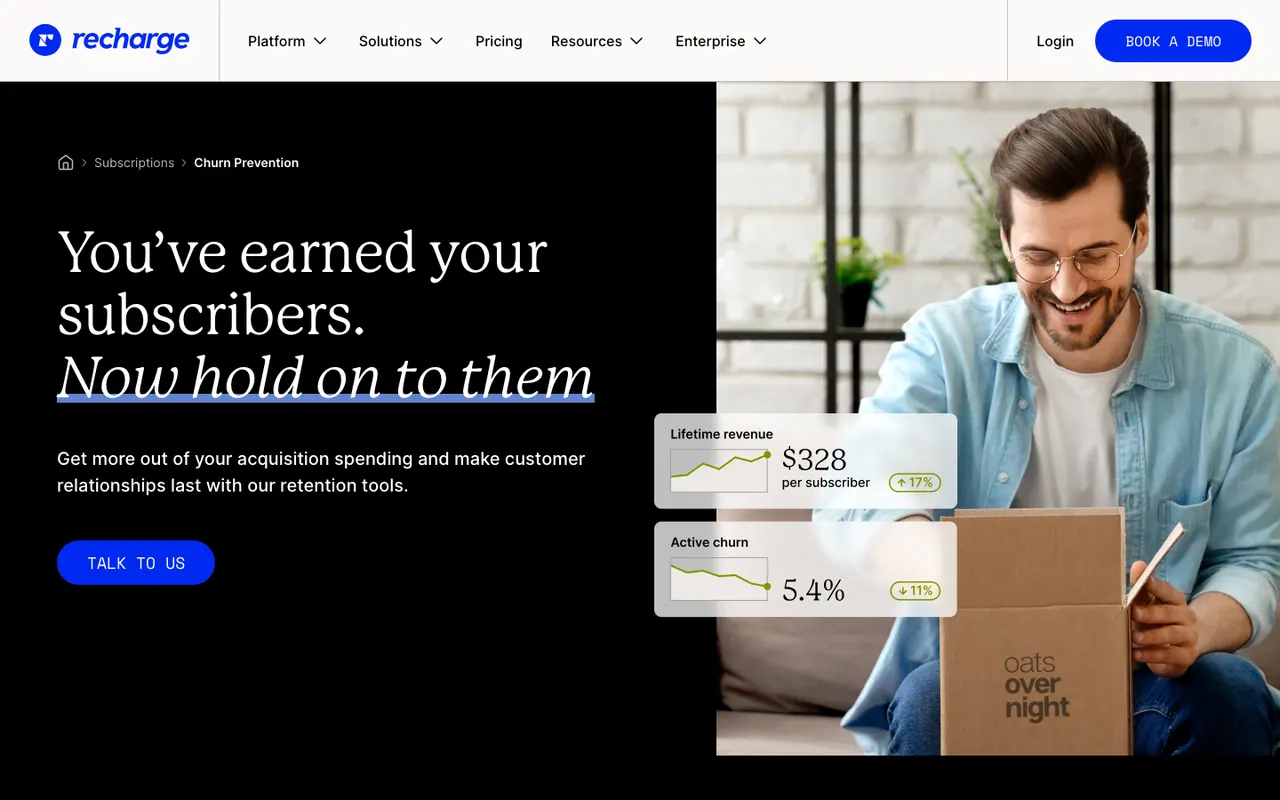 recharge
Platform
Solutions
Pricing
Resources
Enterprise
Login
BOOK A DEMO
Subscriptions
Churn Prevention
You’ve earned your
subscribers.
Now hold on to them
Get more out of your acquisition spending and make customer
relationships last with our retention tools.
TALK TO US
Lifetime revenue
$328
per subscriber
↑ 17%
Active churn
5.4%
↓ 11%
oats
over
night